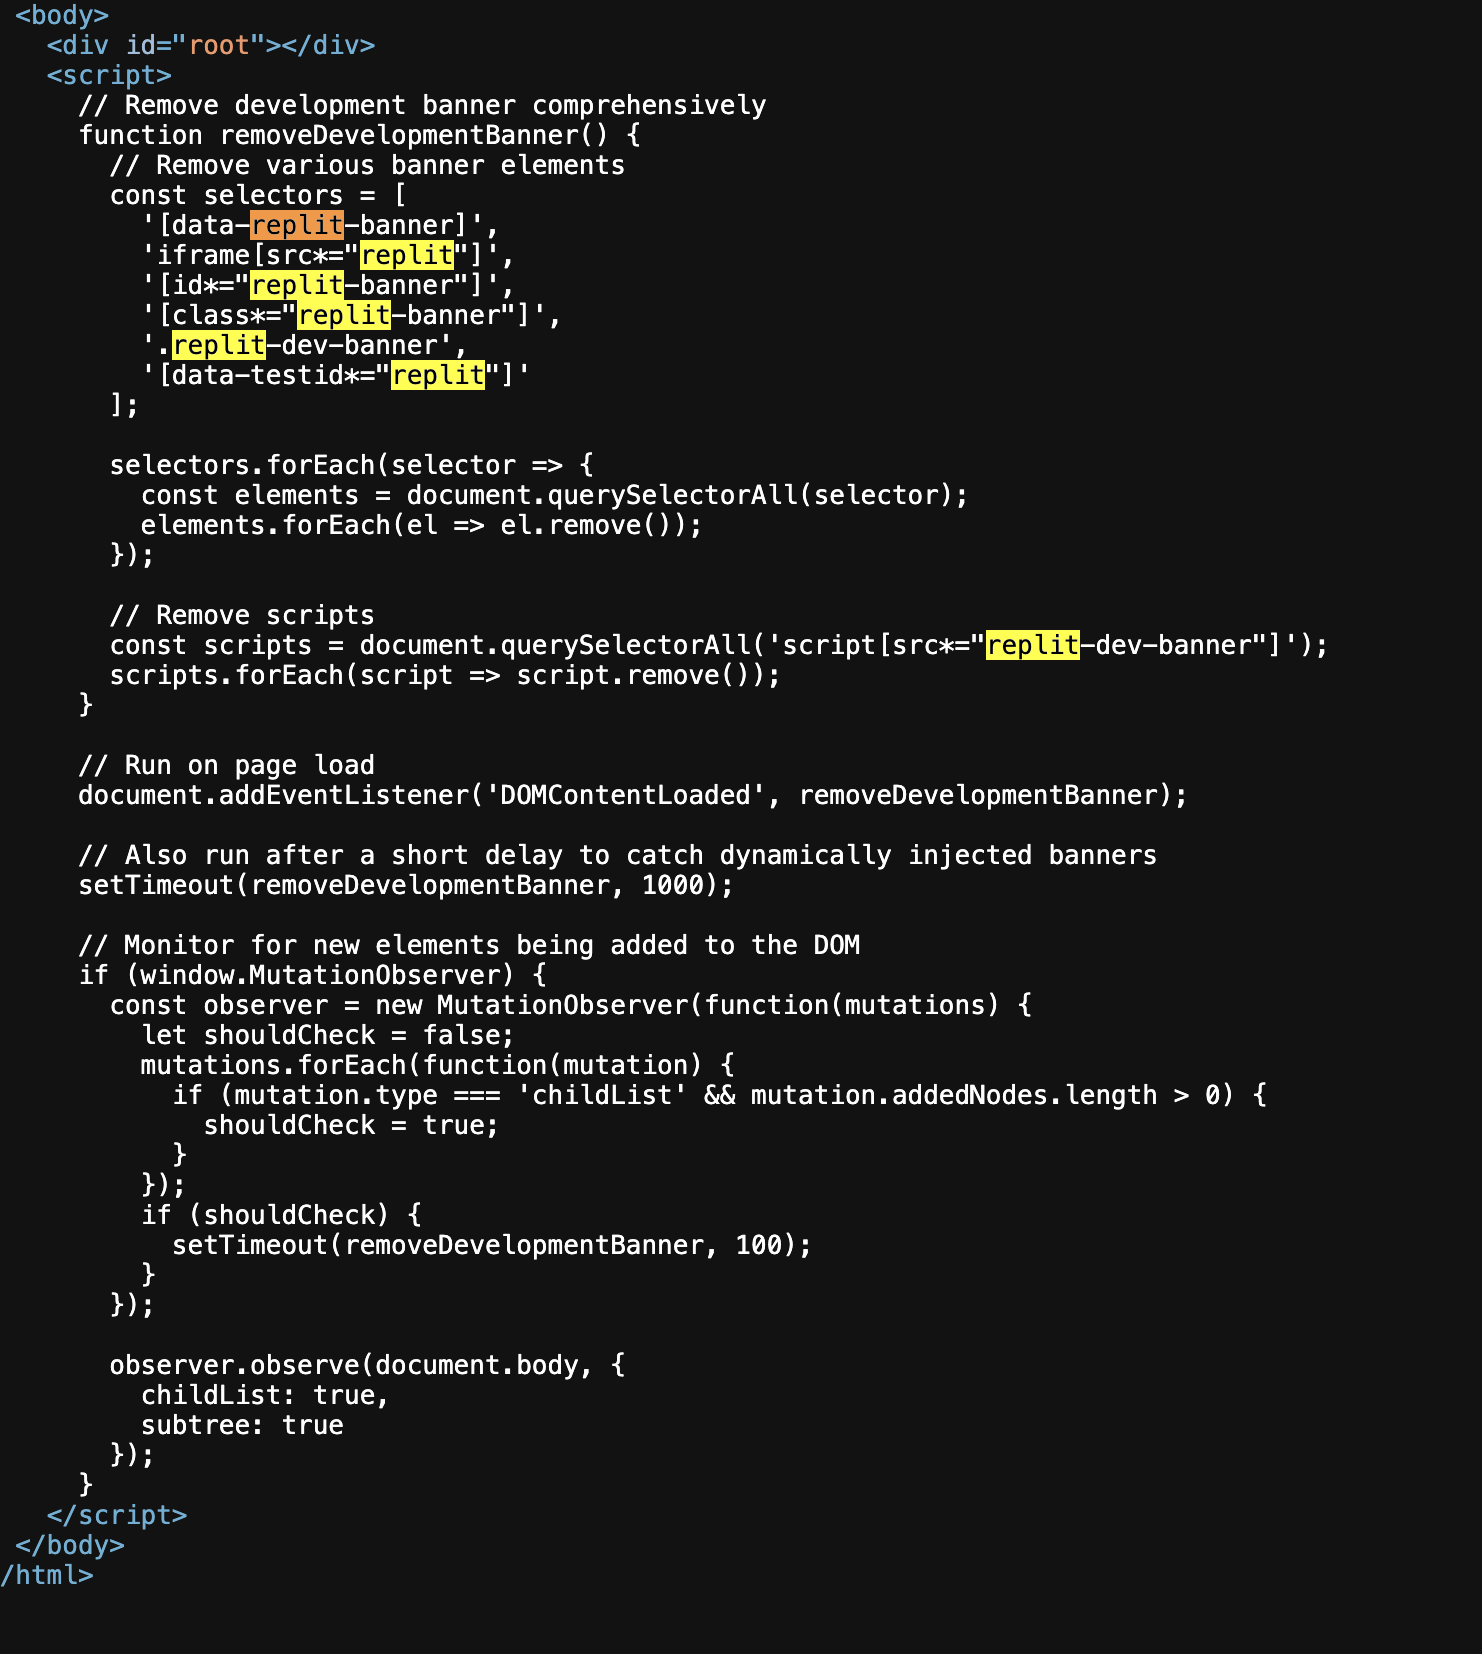 <body>
<div id="root"></div>
<script>
// Remove development banner comprehensively
function removeDevelopmentBanner() {
// Remove various banner elements
const selectors = [
'[data-replit-banner]',
'iframe[src*="replit"]',
'[id*="replit-banner"]',
'[class*="replit-banner"]',
'.replit-dev-banner',
'[data-testid*="replit"]'
];
selectors.forEach(selector => {
const elements = document.querySelectorAll(selector);
elements.forEach(el => el.remove());
});
// Remove scripts
const scripts = document.querySelectorAll('script[src*="replit-dev-banner"]');
scripts.forEach(script => script.remove());
}
// Run on page load
document.addEventListener('DOMContentLoaded', removeDevelopmentBanner);
// Also run after a short delay to catch dynamically injected banners
setTimeout(removeDevelopmentBanner, 1000);
// Monitor for new elements being added to the DOM
if (window.MutationObserver) {
const observer = new MutationObserver(function(mutations) {
let shouldCheck = false;
mutations.forEach(function(mutation) {
if (mutation.type === 'childList' && mutation.addedNodes.length > 0) {
shouldCheck = true;
}
});
if (shouldCheck) {
setTimeout(removeDevelopmentBanner, 100);
}
});
observer.observe(document.body, {
childList: true,
subtree: true
});
}
</script>
</body>
/html>